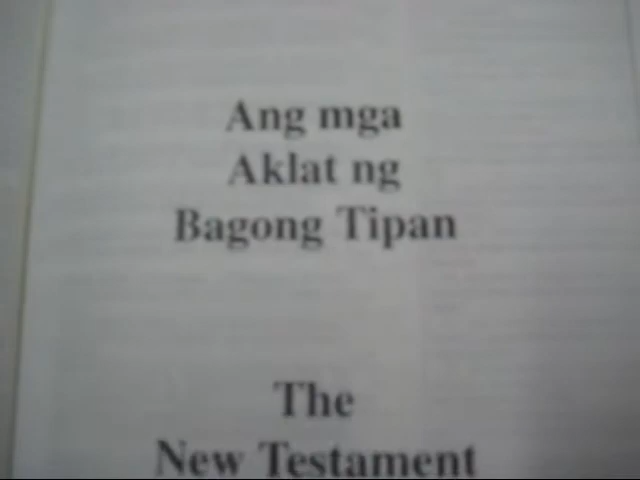 Ang mga
Aklat ng
Bagong Tipan
The
New Testament